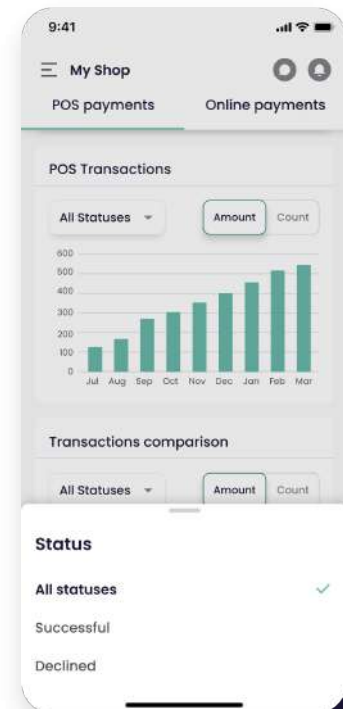 9:41
My Shop
POS payments Online payments
POS Transactions
All Statuses Amount Count
600
500
400
300
200
100
0
Jul Aug Sep Oct Nov Dec Jan Feb Mar
Transactions comparison
All Statuses Amount Count
Status
All statuses
Successful
Declined